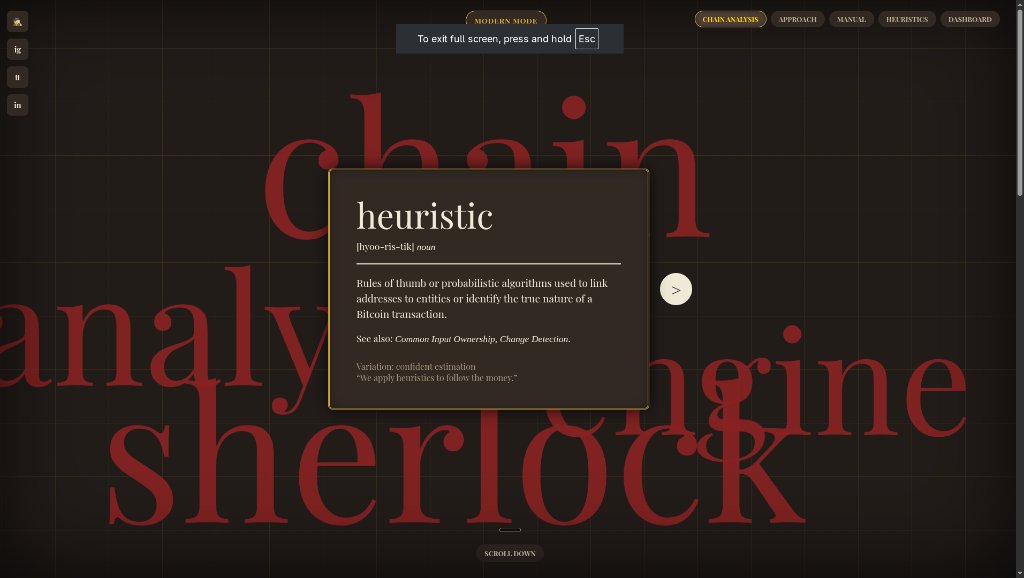 MODERN MODE
CHAIN ANALYSIS
APPROACH
MANUAL
HEURISTICS
DASHBOARD
To exit full screen, press and hold Esc
ig
tt
in
chain
analy
engine
sherlock
heuristic
[hyoo-ris-tik] noun
Rules of thumb or probabilistic algorithms used to link
addresses to entities or identify the true nature of a
Bitcoin transaction.
See also: Common Input Ownership, Change Detection.
Variation: confident estimation
“We apply heuristics to follow the money.”
>
SCROLL DOWN